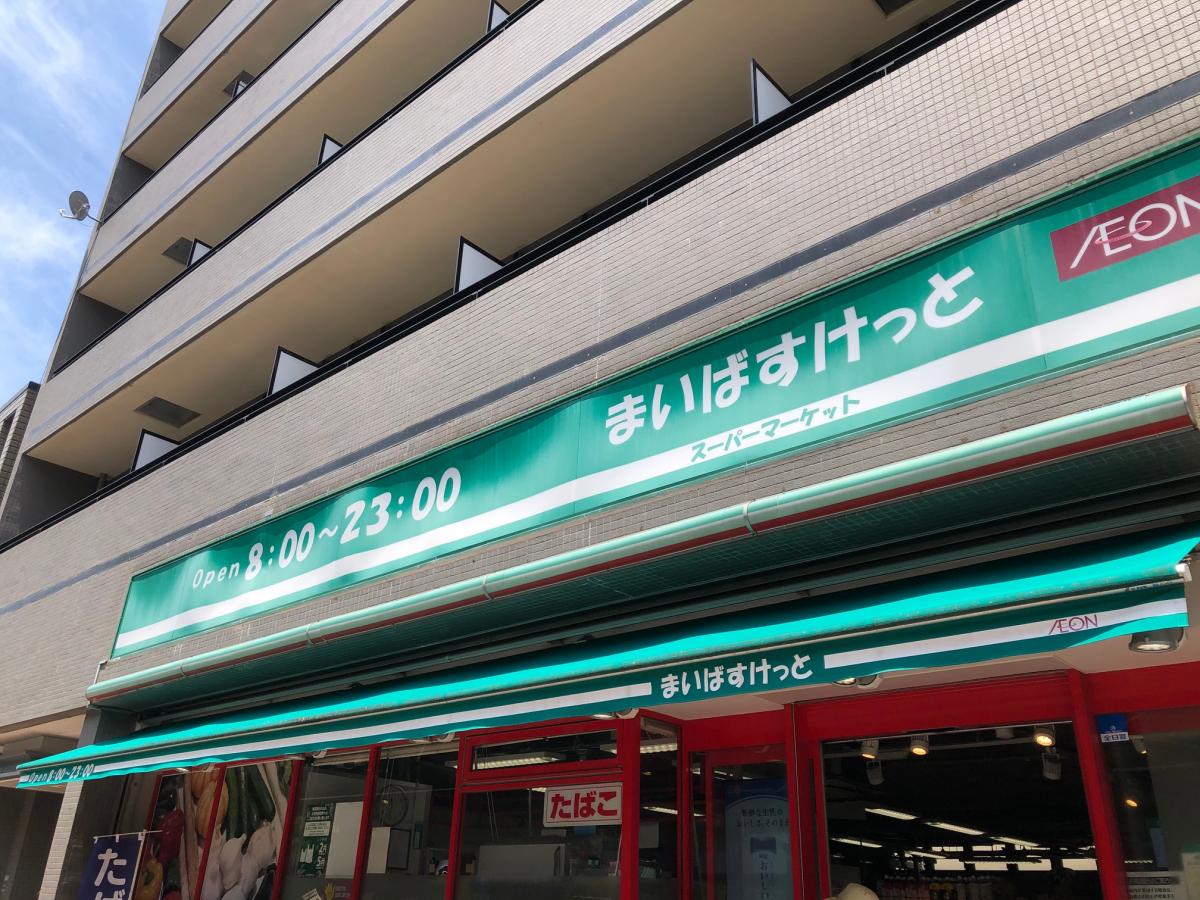 ÆON
まいばすけっと
スーパーマーケット
Open 8:00~23:00
ÆON
まいばすけっと
Open 8:00~23:00
たばこ
たば